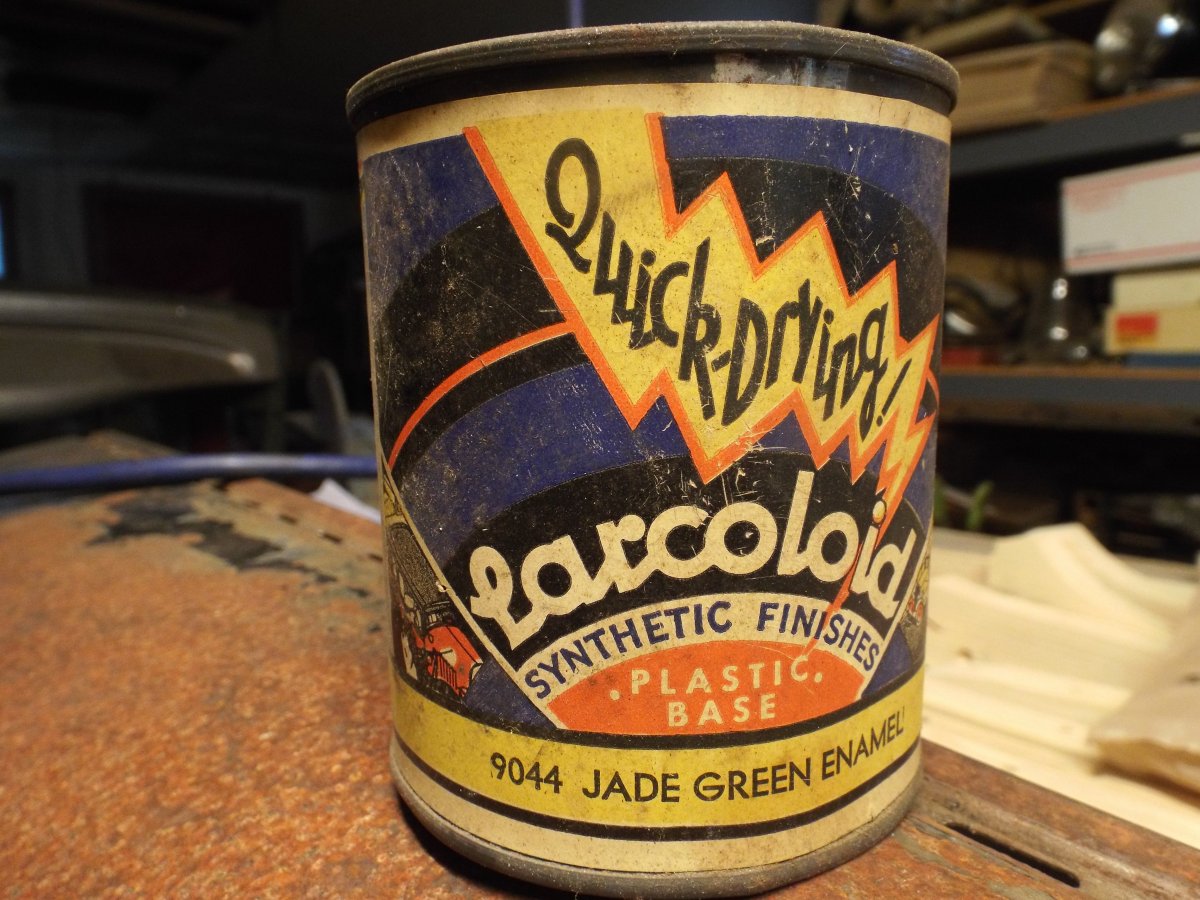 Quick-Drying!
Larcoloid
SYNTHETIC FINISHES
.PLASTIC.
BASE
9044 JADE GREEN ENAMEL